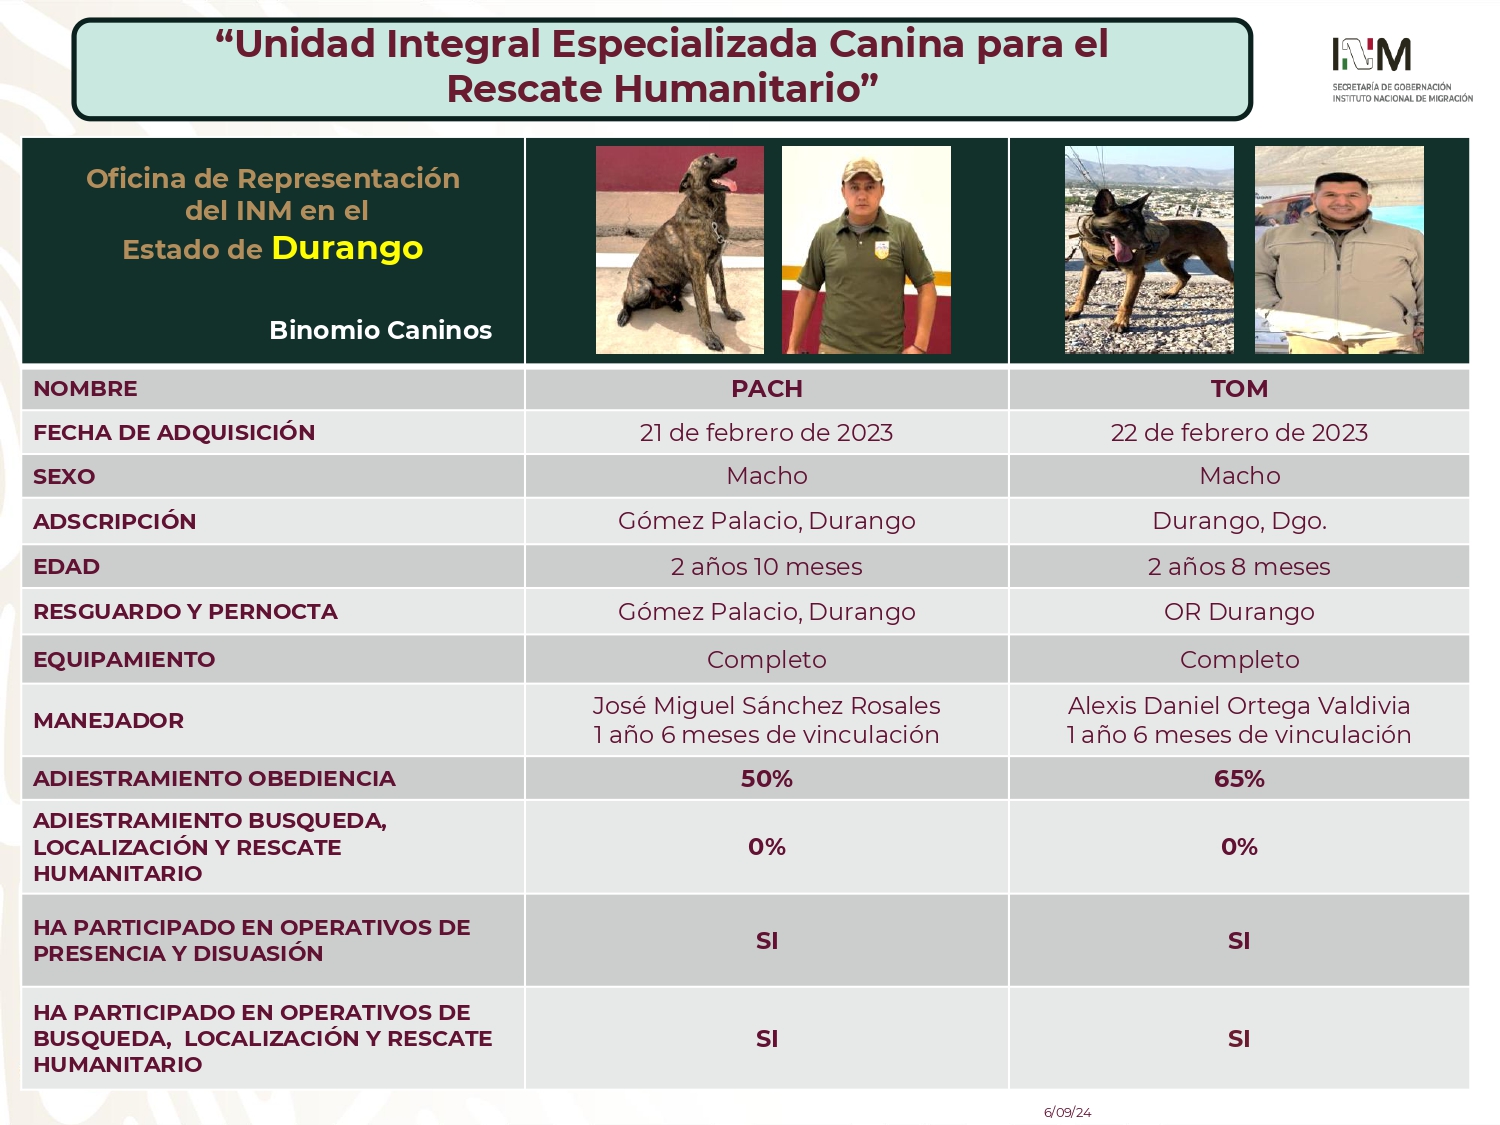 “Unidad Integral Especializada Canina para el
Rescate Humanitario”
INM
SECRETARÍA DE GOBERNACIÓN
INSTITUTO NACIONAL DE MIGRACIÓN
Oficina de Representación
del INM en el
Estado de Durango
Binomio Caninos
NOMBRE
PACH
TOM
FECHA DE ADQUISICIÓN
21 de febrero de 2023
22 de febrero de 2023
SEXO
Macho
Macho
ADSCRIPCIÓN
Gómez Palacio, Durango
Durango, Dgo.
EDAD
2 años 10 meses
2 años 8 meses
RESGUARDO Y PERNOCTA
Gómez Palacio, Durango
OR Durango
EQUIPAMIENTO
Completo
Completo
MANEJADOR
José Miguel Sánchez Rosales
1 año 6 meses de vinculación
Alexis Daniel Ortega Valdivia
1 año 6 meses de vinculación
ADIESTRAMIENTO OBEDIENCIA
50%
65%
ADIESTRAMIENTO BUSQUEDA,
LOCALIZACIÓN Y RESCATE
HUMANITARIO
0%
0%
HA PARTICIPADO EN OPERATIVOS DE
PRESENCIA Y DISUASIÓN
SI
SI
HA PARTICIPADO EN OPERATIVOS DE
BUSQUEDA,  LOCALIZACIÓN Y RESCATE
HUMANITARIO
SI
SI
6/09/24